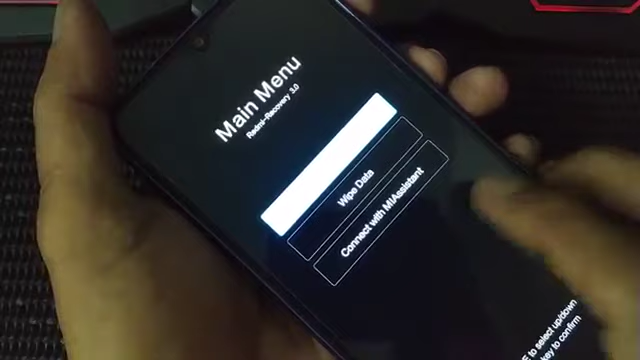 Main Menu
Redmi-Recovery 3.0
Wipe Data
Connect with MIAssistant
to select up/down
key to confirm